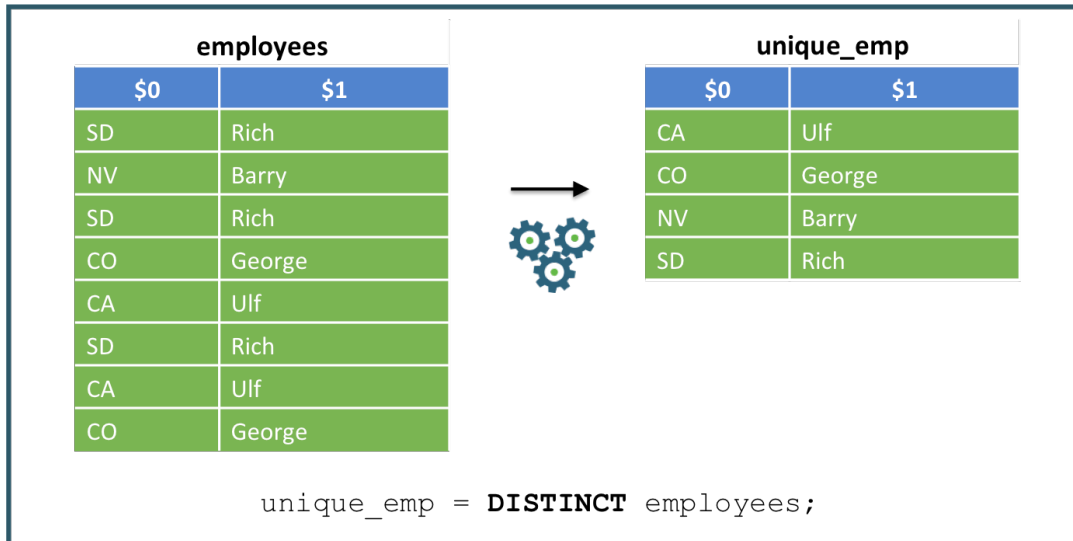 employees
$0 $1
SD Rich
NV Barry
SD Rich
CO George
CA Ulf
SD Rich
CA Ulf
CO George
unique_emp
$0 $1
CA Ulf
CO George
NV Barry
SD Rich
unique_emp = DISTINCT employees;